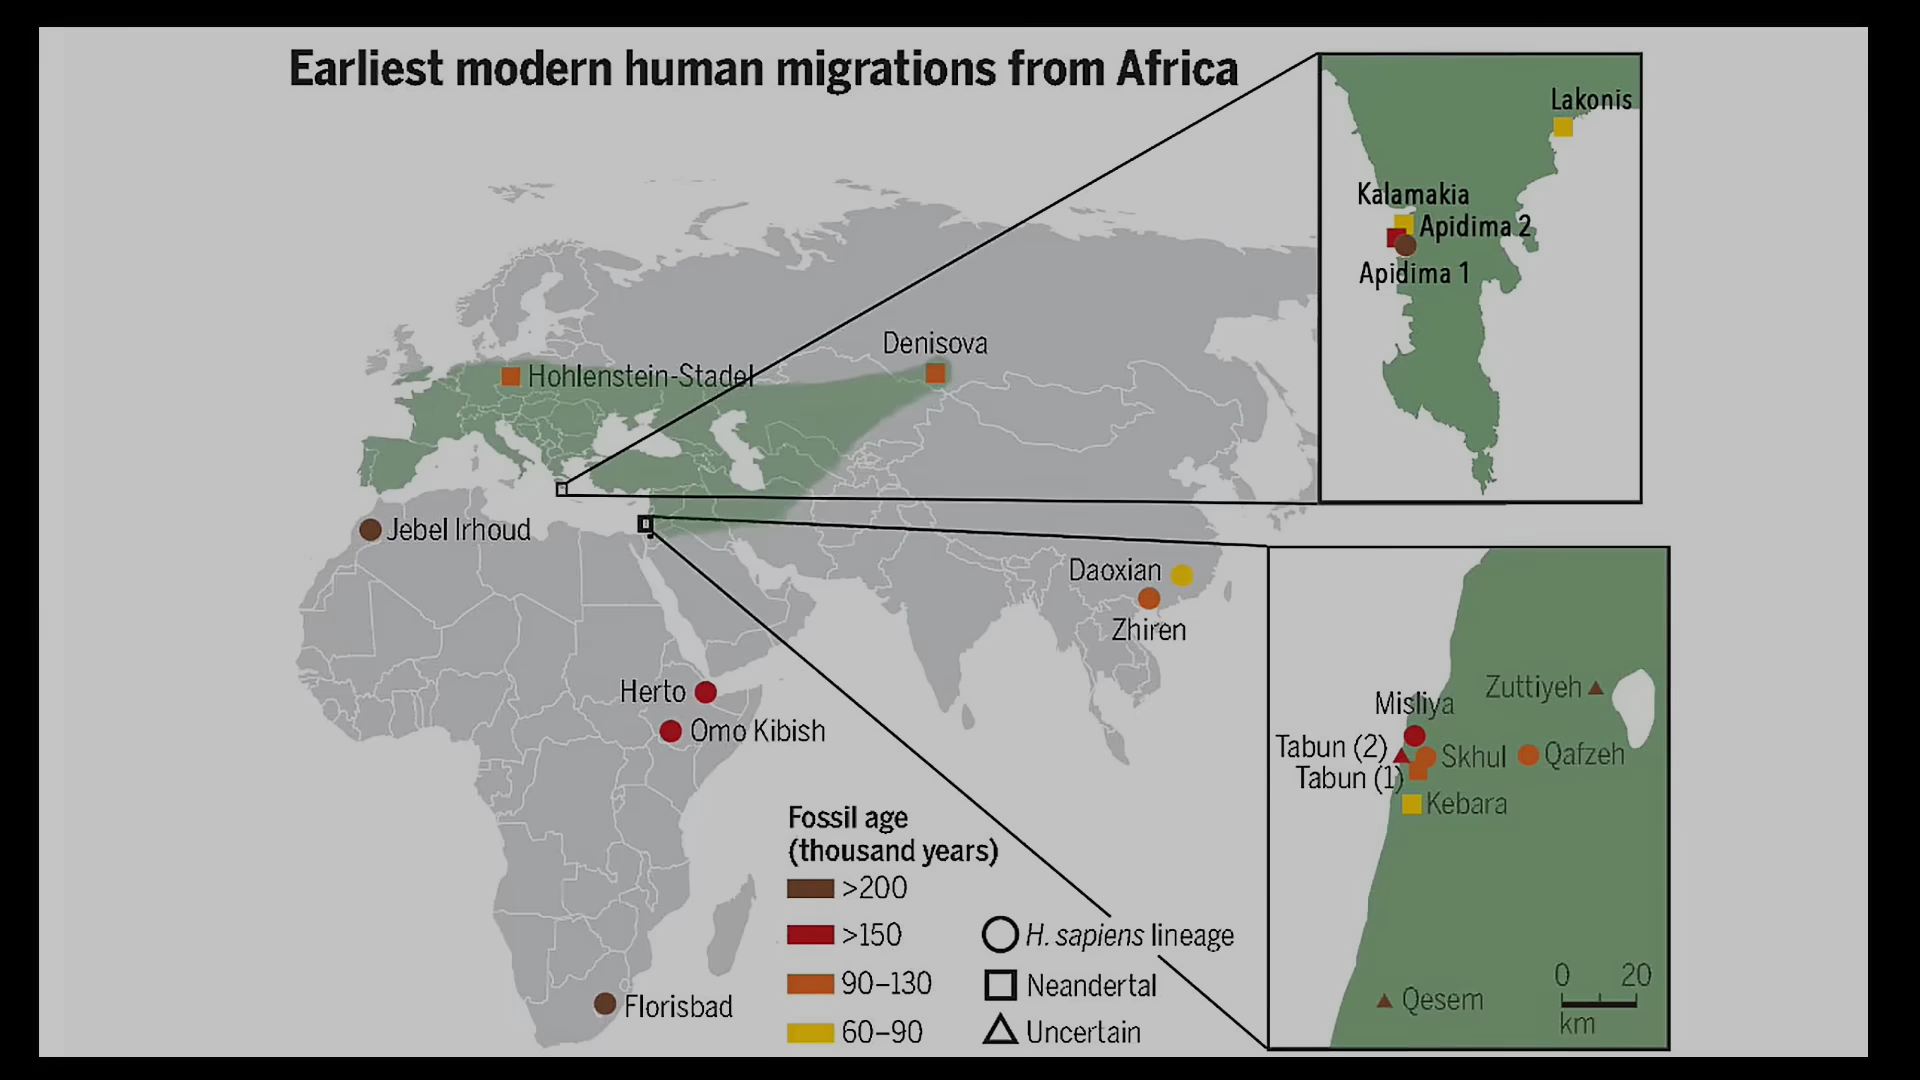 Earliest modern human migrations from Africa
Lakonis
Kalamakia
Apidima 2
Apidima 1
Denisova
Hohlenstein-Stadel
Jebel Irhoud
Daoxian
Zhiren
Herto
Omo Kibish
Florisbad
Zuttiyeh
Misliya
Tabun (2)
Skhul
Qafzeh
Tabun (1)
Kebara
Qesem
0 20
km
Fossil age
(thousand years)
>200
>150
90–130
60–90
H. sapiens lineage
Neandertal
Uncertain